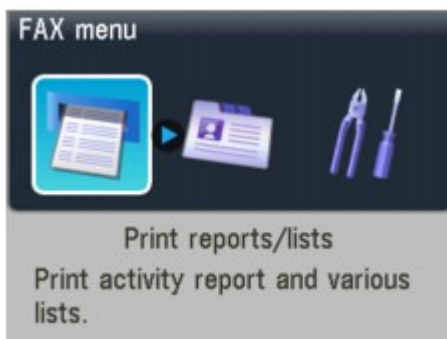 FAX menu
Print reports/lists
Print activity report and various
lists.